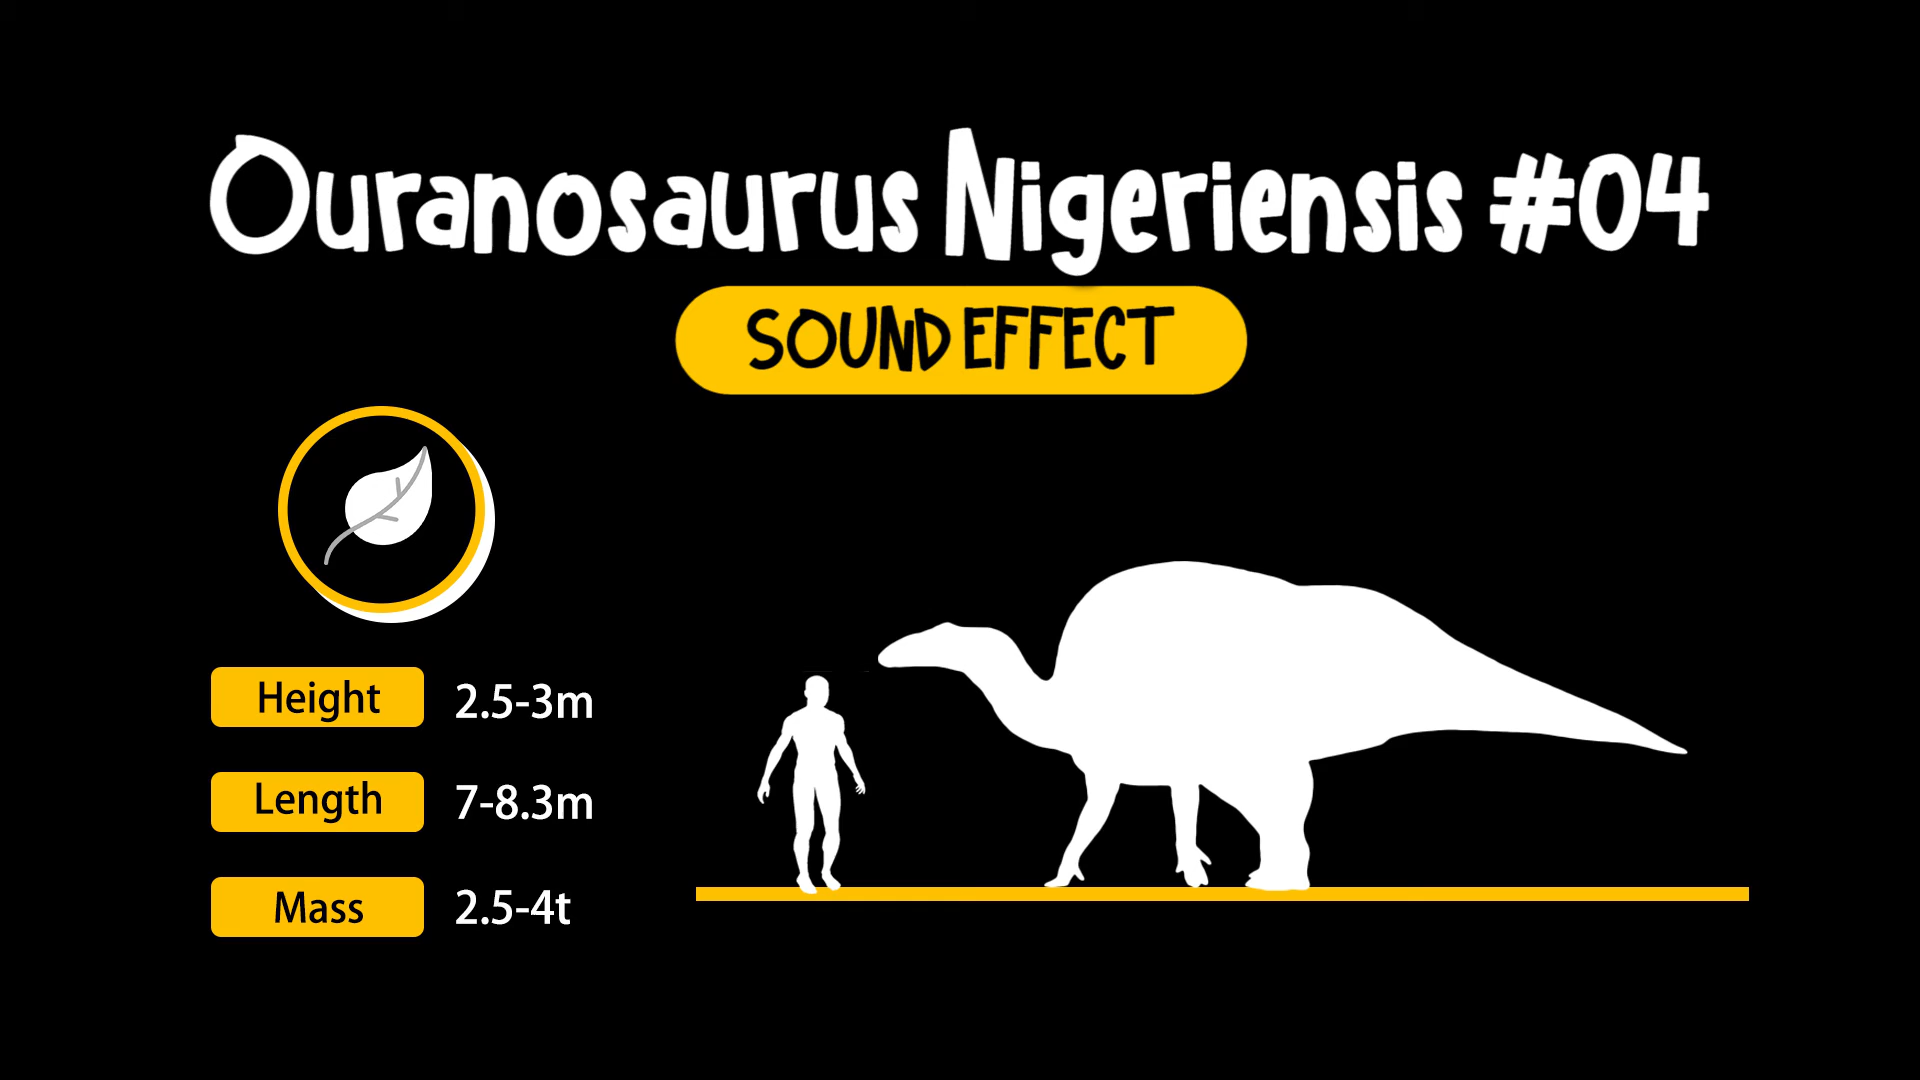 Ouranosaurus Nigeriensis #04
SOUND EFFECT
Height 2.5-3m
Length 7-8.3m
Mass 2.5-4t